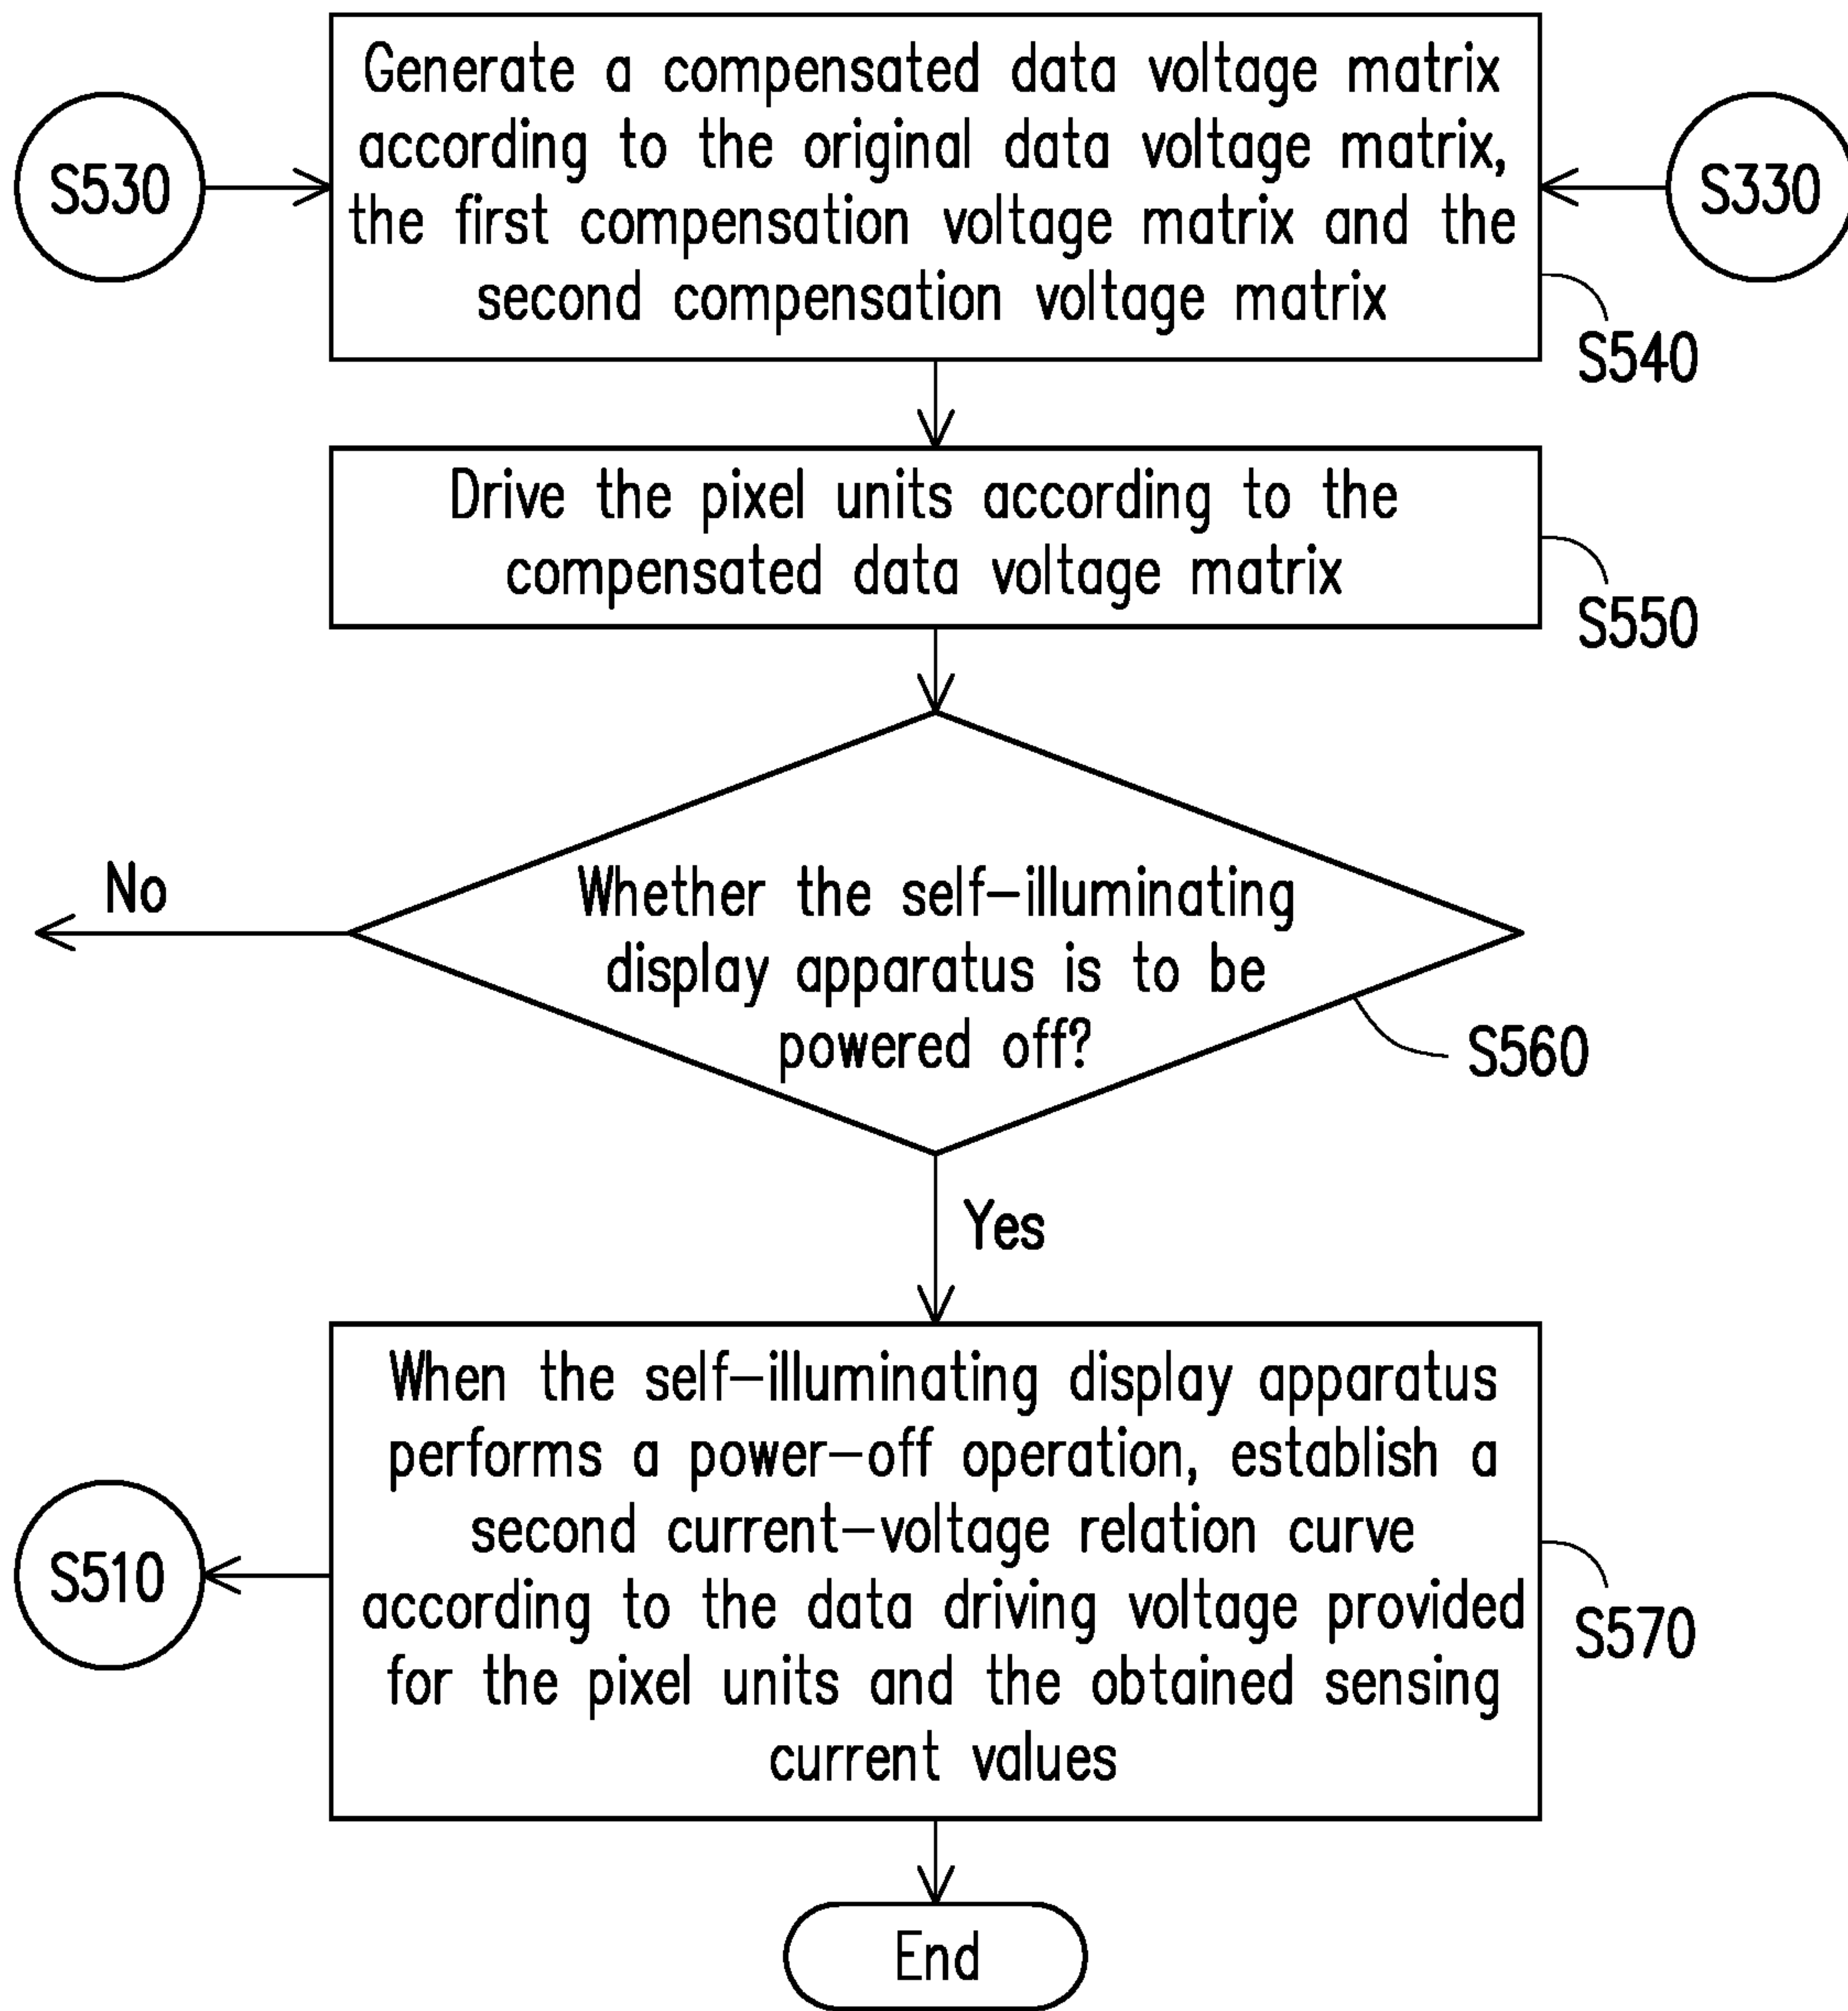 Generate a compensated data voltage matrix
according to the original data voltage matrix,
the first compensation voltage matrix and the
second compensation voltage matrix
S530
S330
S540
Drive the pixel units according to the
compensated data voltage matrix
S550
No
Whether the self-illuminating
display apparatus is to be
powered off?
S560
Yes
When the self-illuminating display apparatus
performs a power-off operation, establish a
second current-voltage relation curve
according to the data driving voltage provided
for the pixel units and the obtained sensing
current values
S510
S570
End